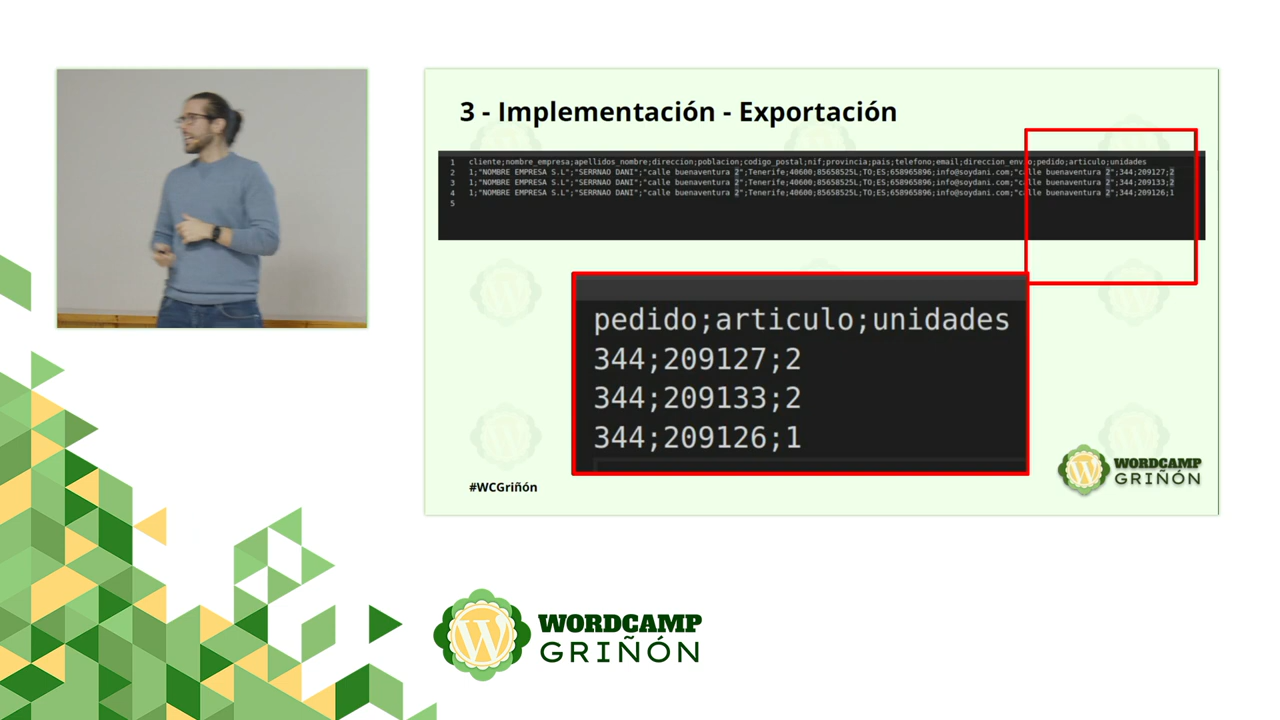 3 - Implementación - Exportación
1 cliente;nombre_empresa;apellidos_nombre;direccion;poblacion;codigo_postal;nif;provincia;pais;telefono;email;direccion_envio;pedido;articulo;unidades
2 1;"NOMBRE EMPRESA S.L";"SERRNAO DANI";"calle buenaventura 2";Tenerife;40600;85658525L;TO;ES;658965896;info@soydani.com;"calle buenaventura 2";344;209127;2
3 1;"NOMBRE EMPRESA S.L";"SERRNAO DANI";"calle buenaventura 2";Tenerife;40600;85658525L;TO;ES;658965896;info@soydani.com;"calle buenaventura 2";344;209133;2
4 1;"NOMBRE EMPRESA S.L";"SERRNAO DANI";"calle buenaventura 2";Tenerife;40600;85658525L;TO;ES;658965896;info@soydani.com;"calle buenaventura 2";344;209126;1
5
pedido;articulo;unidades
344;209127;2
344;209133;2
344;209126;1
#WCGriñón
WORDCAMP
GRIÑÓN
WORDCAMP
GRIÑÓN